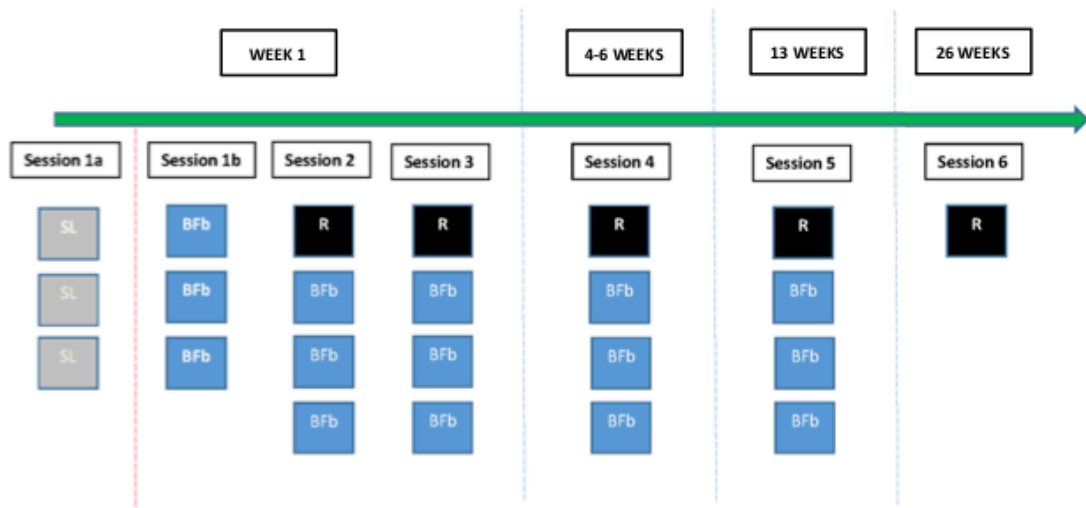 WEEK 1
4-6 WEEKS
13 WEEKS
26 WEEKS
Session 1a
Session 1b
Session 2
Session 3
Session 4
Session 5
Session 6
SL
BFb
R
R
R
R
R
SL
BFb
BFb
BFb
BFb
BFb
SL
BFb
BFb
BFb
BFb
BFb
BFb
BFb
BFb
BFb